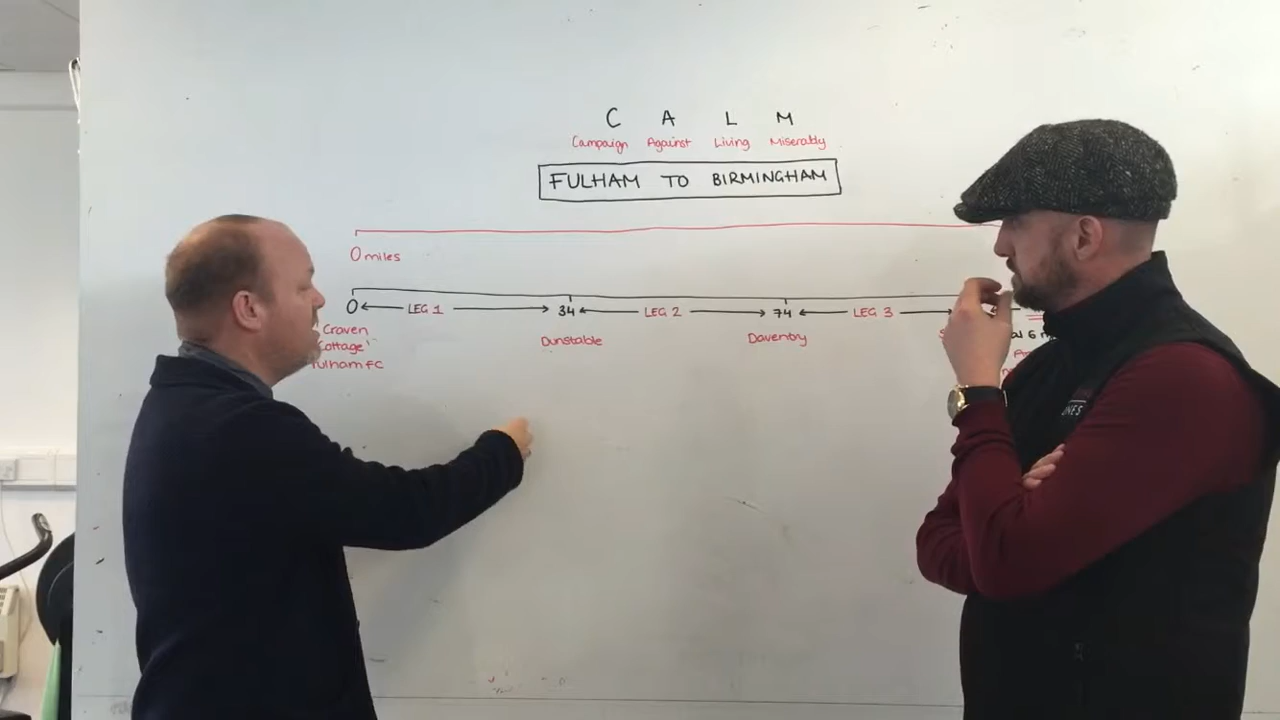 C A L M
Campaign Against Living Miserably
FULHAM TO BIRMINGHAM
0 miles
0 LEG 1 34 LEG 2 74 LEG 3
Craven Dunstable Daventry
Cottage
Fulham FC